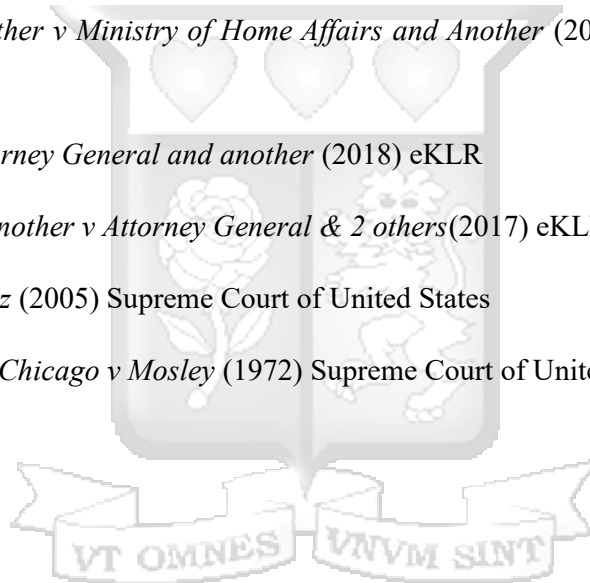 ther v Ministry of Home Affairs and Another (20
rney General and another (2018) eKLR
nother v Attorney General & 2 others(2017) eKL
z (2005) Supreme Court of United States
Chicago v Mosley (1972) Supreme Court of Unite
VT OMNES VNVM SINT